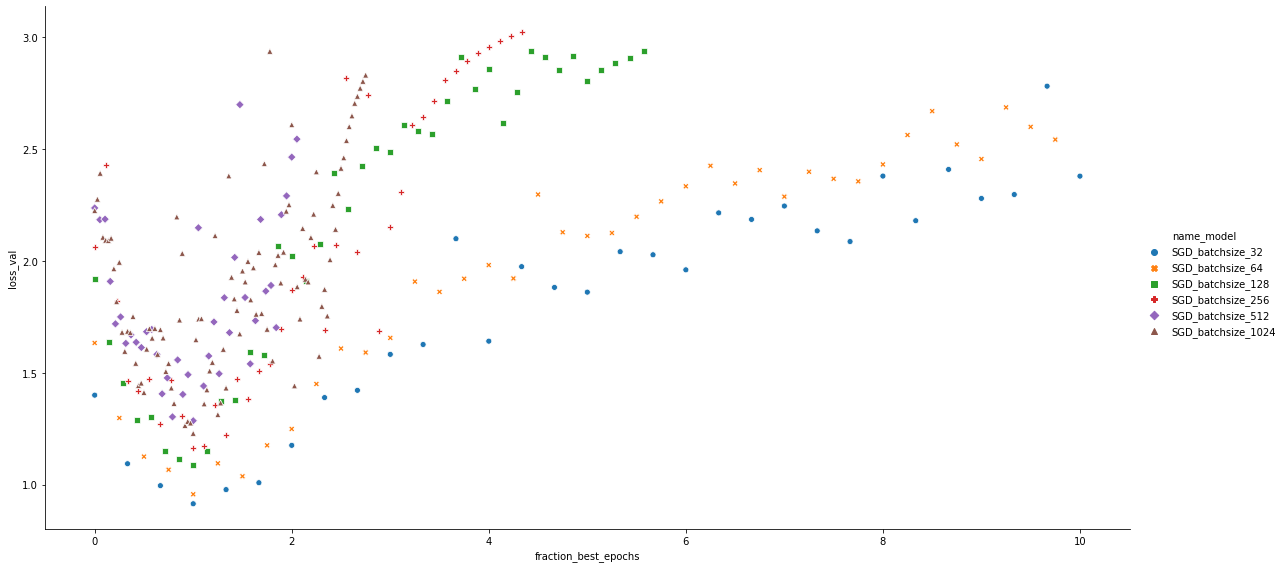 3.0
2.5
2.0
1.5
1.0
loss_val
0 2 4 6 8 10
fraction_best_epochs
name_model
SGD_batchsize_32
SGD_batchsize_64
SGD_batchsize_128
SGD_batchsize_256
SGD_batchsize_512
SGD_batchsize_1024